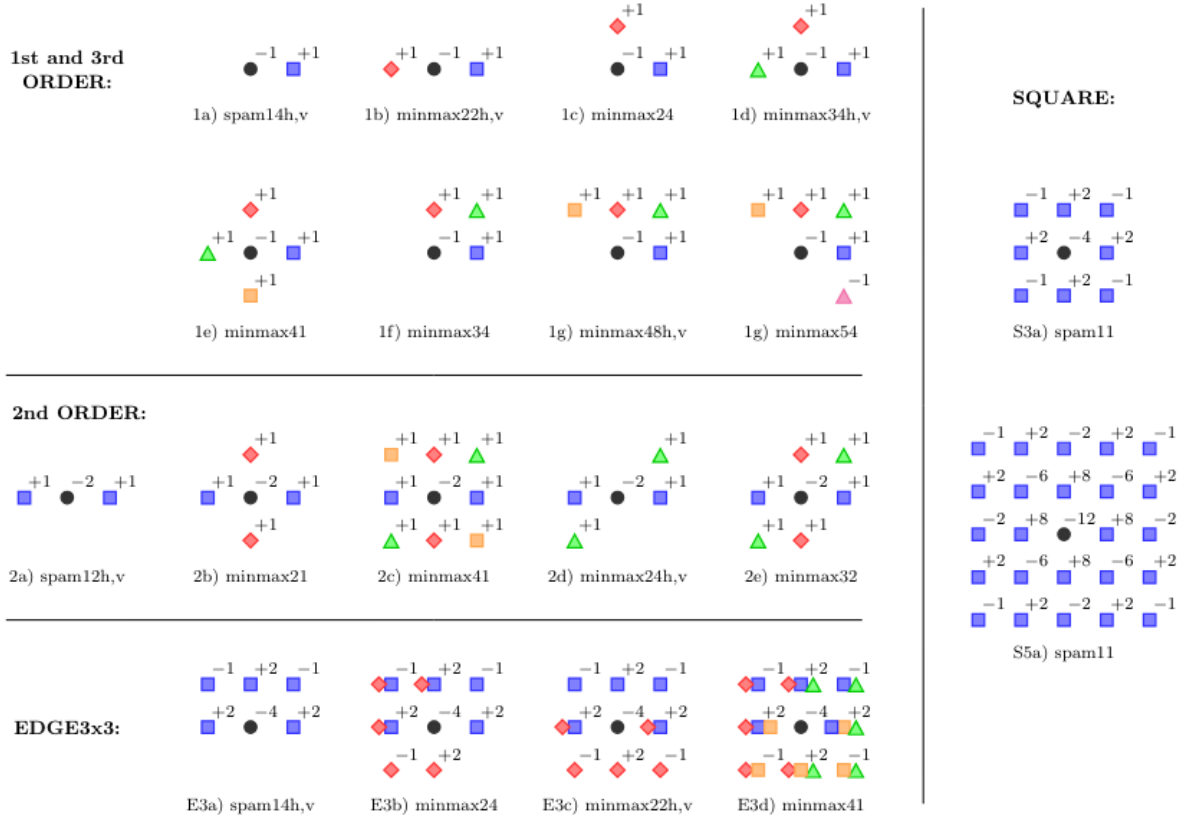 1st and 3rd
ORDER:
−1 +1
+1 −1 +1
+1
−1 +1
+1
+1 −1 +1
1a) spam14h,v
1b) minmax22h,v
1c) minmax24
1d) minmax34h,v
+1
+1 −1 +1
+1
+1 +1
−1 +1
+1 +1 +1
−1 +1
+1 +1 +1
−1 +1
−1
1e) minmax41
1f) minmax34
1g) minmax48h,v
1g) minmax54
2nd ORDER:
+1 −2 +1
+1
+1 −2 +1
+1
+1 +1 +1
+1 −2 +1
+1 +1 +1
+1
+1 −2 +1
+1
+1 +1
+1 −2 +1
+1 +1
2a) spam12h,v
2b) minmax21
2c) minmax41
2d) minmax24h,v
2e) minmax32
EDGE3x3:
−1 +2 −1
+2 −4 +2
−1 +2 −1
+2 −4 +2
−1 +2
−1 +2 −1
+2 −4 +2
−1 +2 −1
−1 +2 −1
+2 −4 +2
−1 +2 −1
E3a) spam14h,v
E3b) minmax24
E3c) minmax22h,v
E3d) minmax41
SQUARE:
−1 +2 −1
+2 −4 +2
−1 +2 −1
S3a) spam11
−1 +2 −2 +2 −1
+2 −6 +8 −6 +2
−2 +8 −12 +8 −2
+2 −6 +8 −6 +2
−1 +2 −2 +2 −1
S5a) spam11